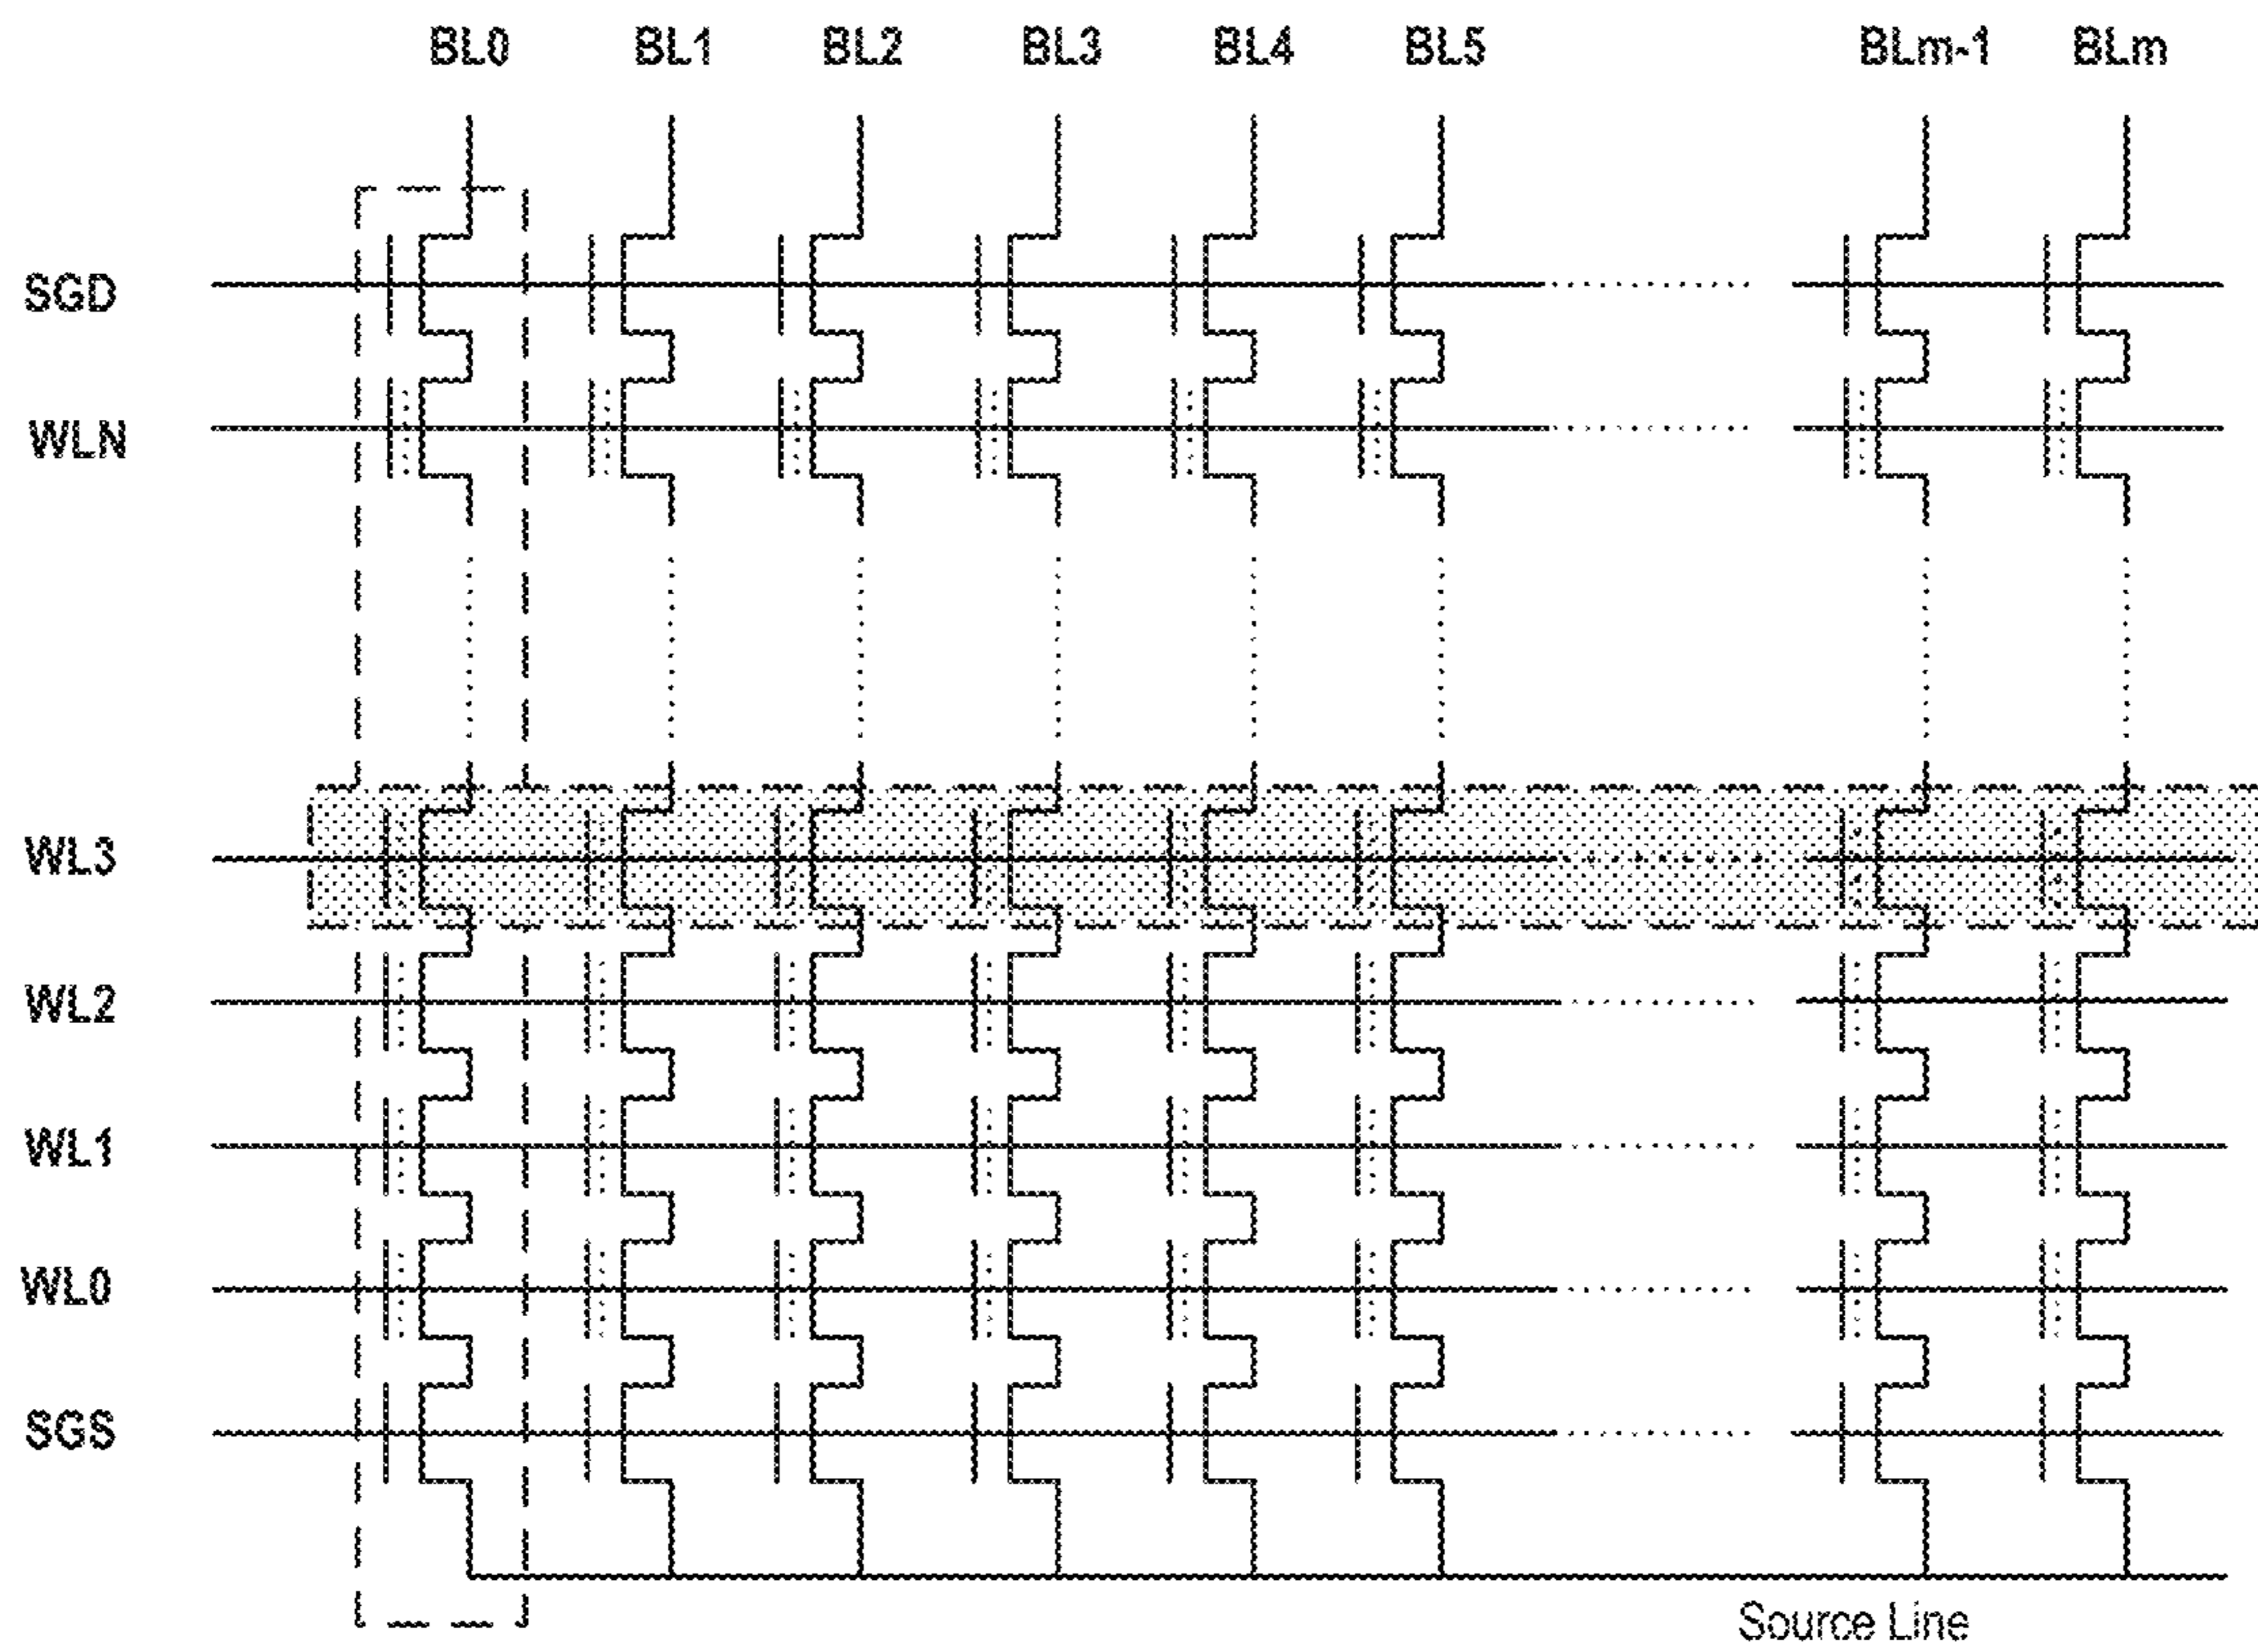 BL0 BL1 BL2 BL3 BL4 BL5 BLm-1 BLm
SGD
WLN
WL3
WL2
WL1
WL0
SGS
Source Line